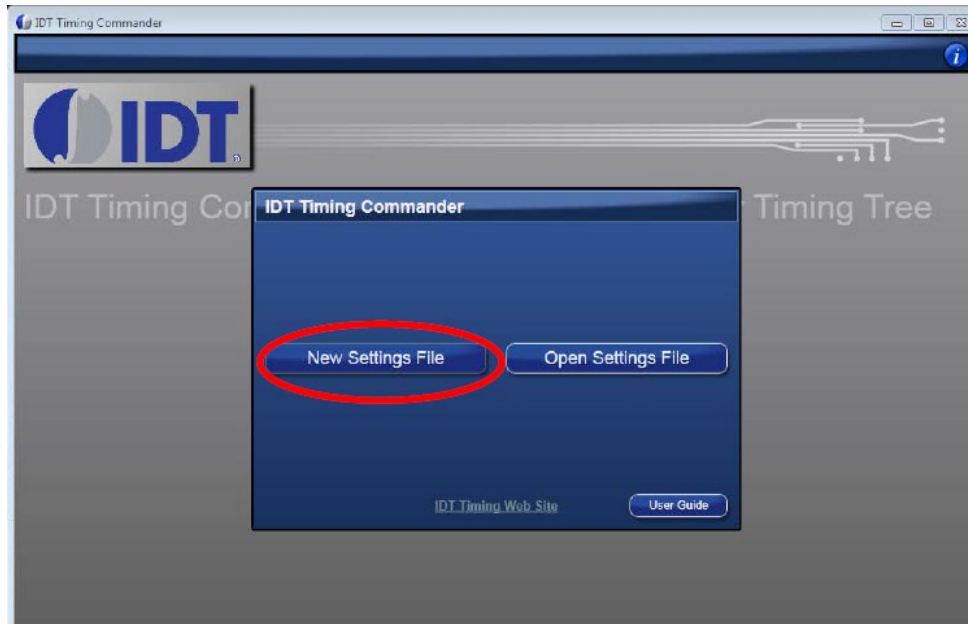 IDT Timing Commander
IDT
IDT Timing Co
Timing Tree
IDT Timing Commander
New Settings File
Open Settings File
IDT Timing Web Site
User Guide